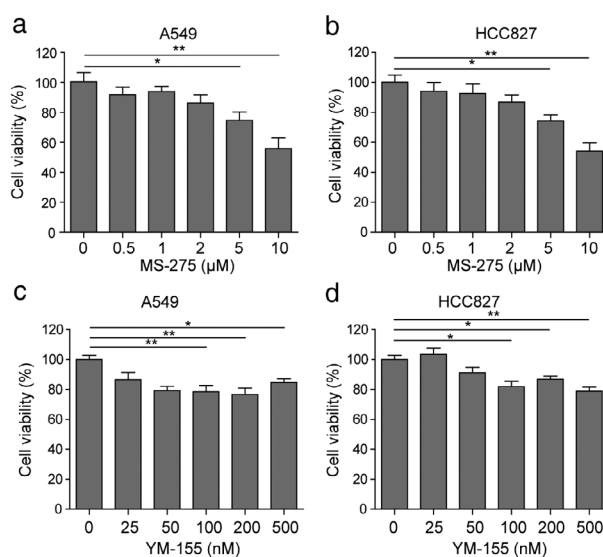 a
A549
**
*
Cell viability (%)
120
100
80
60
40
20
0
0 0.5 1 2 5 10
MS-275 (µM)
b
HCC827
**
*
Cell viability (%)
120
100
80
60
40
20
0
0 0.5 1 2 5 10
MS-275 (µM)
c
A549
*
**
**
Cell viability (%)
120
100
80
60
40
20
0
0 25 50 100 200 500
YM-155 (nM)
d
HCC827
**
*
*
Cell viability (%)
120
100
80
60
40
20
0
0 25 50 100 200 500
YM-155 (nM)